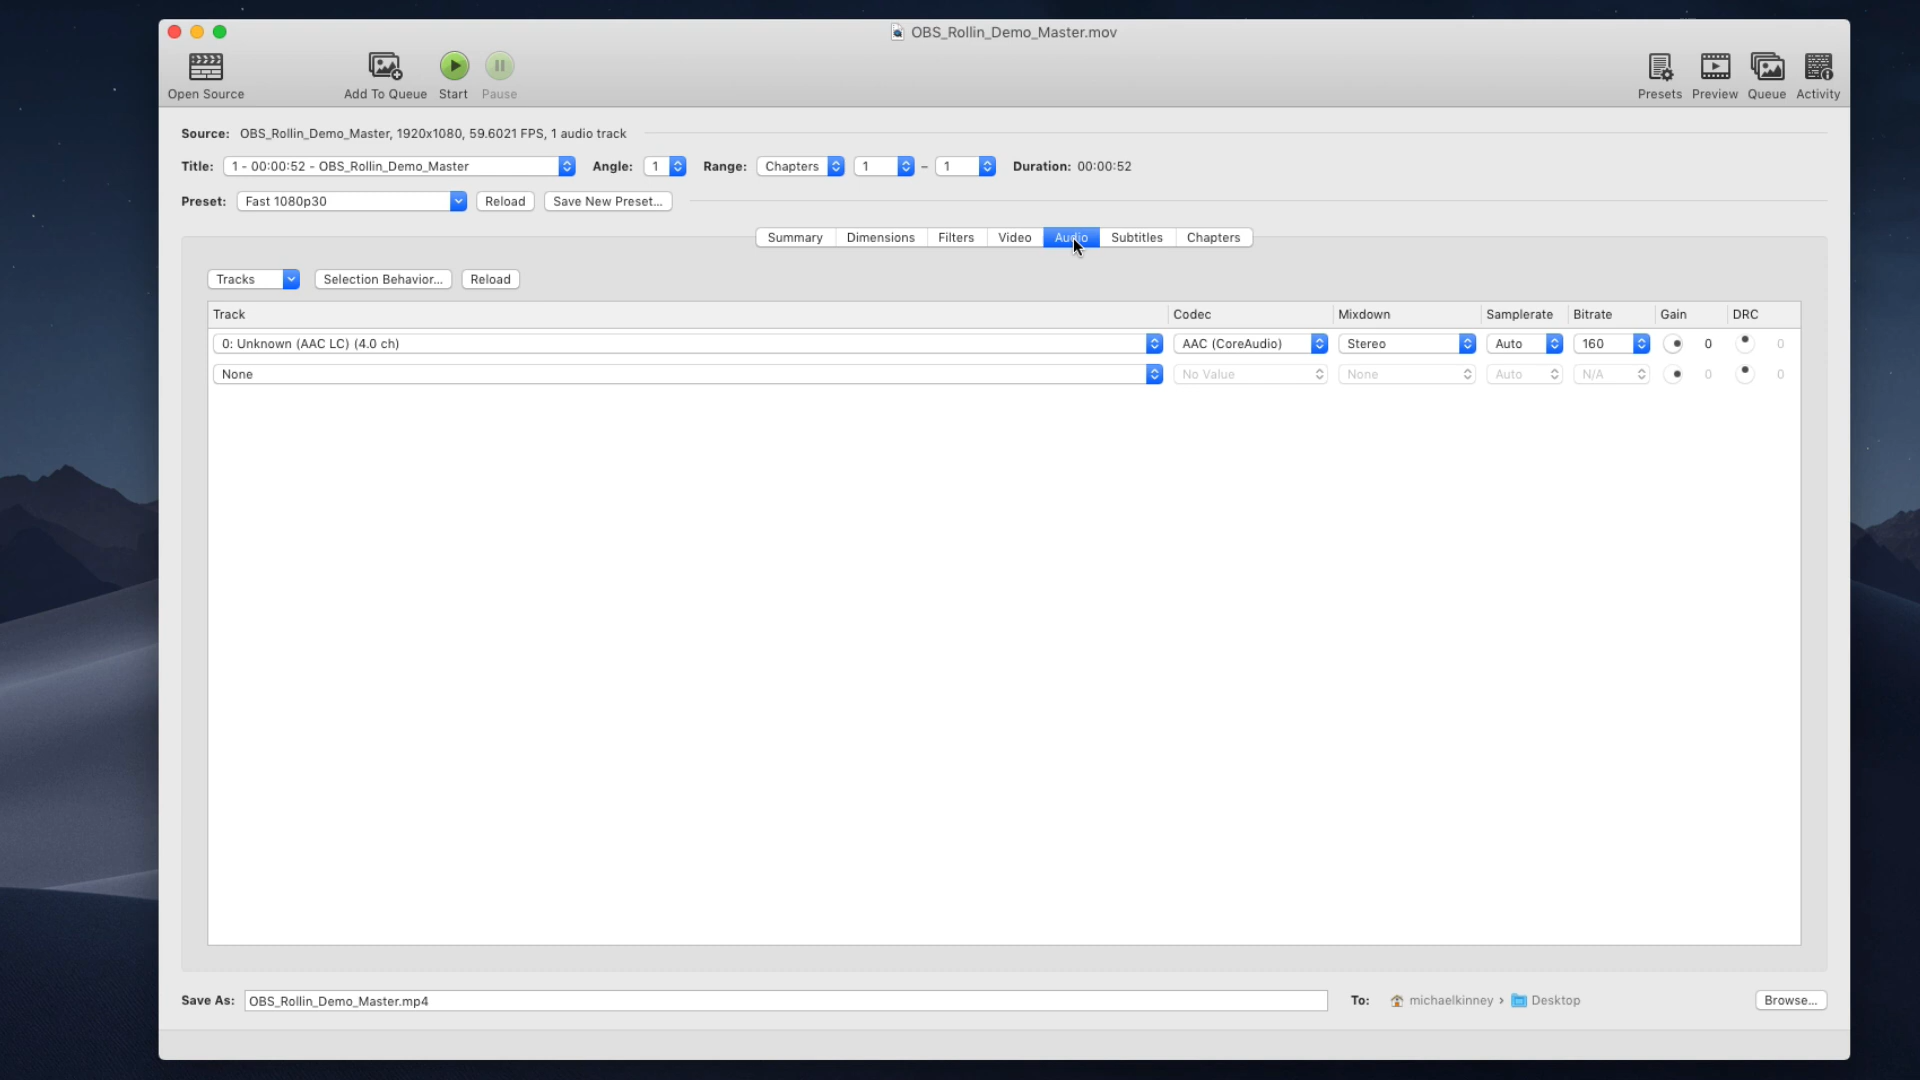 OBS_Rollin_Demo_Master.mov
Open Source Add To Queue Start Pause Presets Preview Queue Activity
Source: OBS_Rollin_Demo_Master, 1920x1080, 59.6021 FPS, 1 audio track
Title: 1 - 00:00:52 - OBS_Rollin_Demo_Master Angle: 1 Range: Chapters 1 – 1 Duration: 00:00:52
Preset: Fast 1080p30 Reload Save New Preset...
Summary Dimensions Filters Video Audio Subtitles Chapters
Tracks Selection Behavior... Reload
Track Codec Mixdown Samplerate Bitrate Gain DRC
0: Unknown (AAC LC) (4.0 ch) AAC (CoreAudio) Stereo Auto 160 0 0
None No Value None Auto N/A 0 0
Save As: OBS_Rollin_Demo_Master.mp4 To: michaelkinney › Desktop Browse...